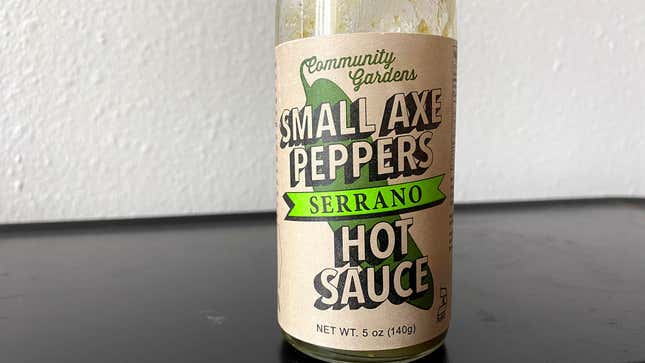 Community
Gardens
SMALL AXE
PEPPERS
SERRANO
HOT
SAUCE
NET WT. 5 oz (140g)